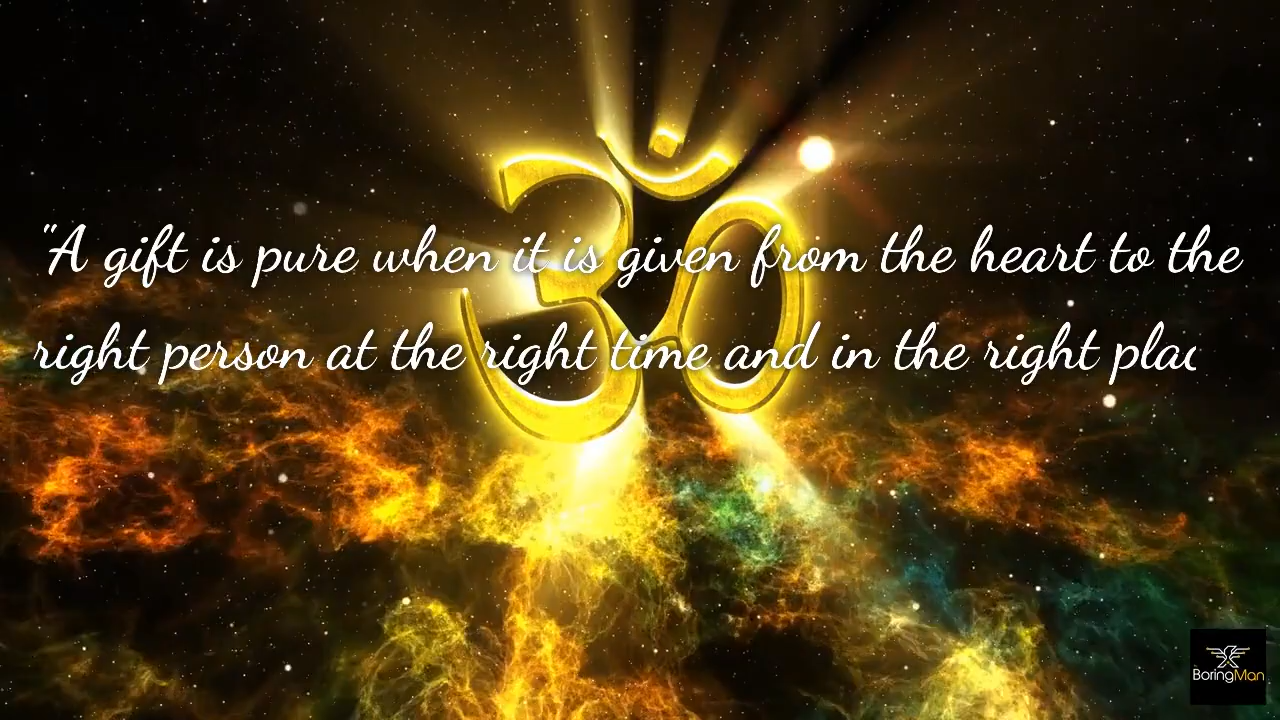 "A gift is pure when it is given from the heart to the
right person at the right time and in the right plac
ॐ
BoringMan